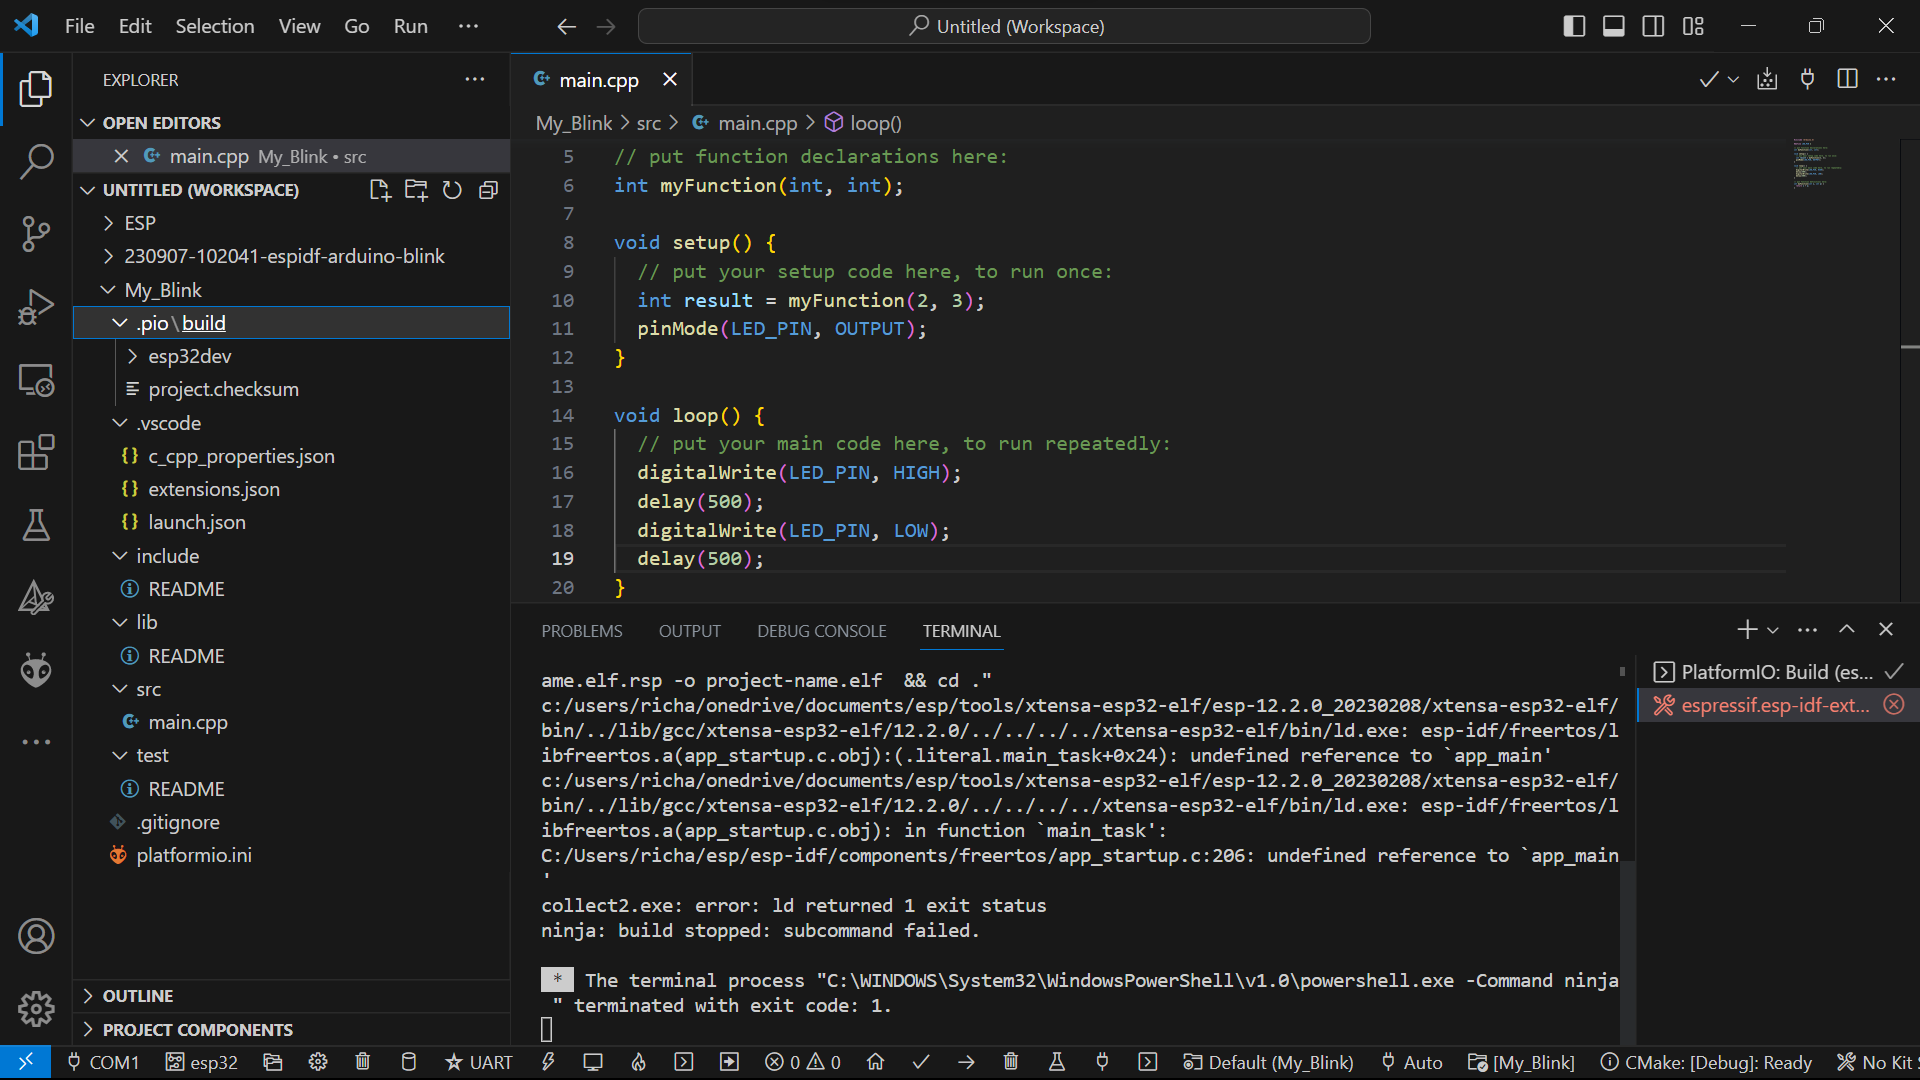 File Edit Selection View Go Run
Untitled (Workspace)
EXPLORER
OPEN EDITORS
main.cpp My_Blink • src
UNTITLED (WORKSPACE)
ESP
230907-102041-espidf-arduino-blink
My_Blink
.pio\build
esp32dev
project.checksum
.vscode
{} c_cpp_properties.json
{} extensions.json
{} launch.json
include
README
lib
README
src
main.cpp
test
README
.gitignore
platformio.ini
OUTLINE
PROJECT COMPONENTS
main.cpp
My_Blink > src > main.cpp > loop()
5 // put function declarations here:
6 int myFunction(int, int);
7
8 void setup() {
9 // put your setup code here, to run once:
10 int result = myFunction(2, 3);
11 pinMode(LED_PIN, OUTPUT);
12 }
13
14 void loop() {
15 // put your main code here, to run repeatedly:
16 digitalWrite(LED_PIN, HIGH);
17 delay(500);
18 digitalWrite(LED_PIN, LOW);
19 delay(500);
20 }
PROBLEMS OUTPUT DEBUG CONSOLE TERMINAL
ame.elf.rsp -o project-name.elf  && cd ."
c:/users/richa/onedrive/documents/esp/tools/xtensa-esp32-elf/esp-12.2.0_20230208/xtensa-esp32-elf/
bin/../lib/gcc/xtensa-esp32-elf/12.2.0/../../../../xtensa-esp32-elf/bin/ld.exe: esp-idf/freertos/l
ibfreertos.a(app_startup.c.obj):(.literal.main_task+0x24): undefined reference to `app_main'
c:/users/richa/onedrive/documents/esp/tools/xtensa-esp32-elf/esp-12.2.0_20230208/xtensa-esp32-elf/
bin/../lib/gcc/xtensa-esp32-elf/12.2.0/../../../../xtensa-esp32-elf/bin/ld.exe: esp-idf/freertos/l
ibfreertos.a(app_startup.c.obj): in function `main_task':
C:/Users/richa/esp/esp-idf/components/freertos/app_startup.c:206: undefined reference to `app_main
'
collect2.exe: error: ld returned 1 exit status
ninja: build stopped: subcommand failed.
* The terminal process "C:\WINDOWS\System32\WindowsPowerShell\v1.0\powershell.exe -Command ninja
" terminated with exit code: 1.
PlatformIO: Build (es...
espressif.esp-idf-ext...
COM1 esp32 UART 0 0 Default (My_Blink) Auto [My_Blink] CMake: [Debug]: Ready No Kit